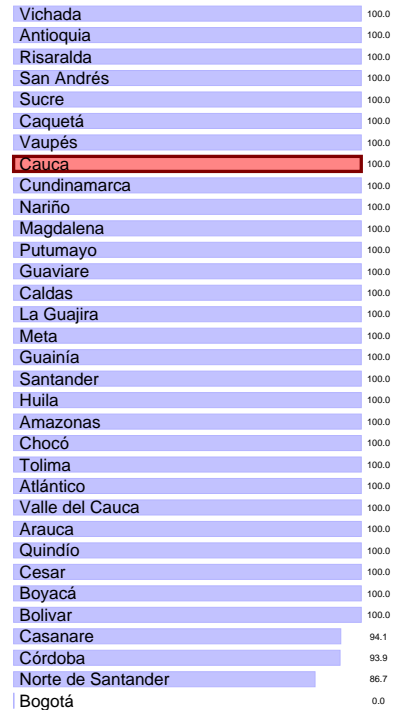 Vichada 100.0
Antioquia 100.0
Risaralda 100.0
San Andrés 100.0
Sucre 100.0
Caquetá 100.0
Vaupés 100.0
Cauca 100.0
Cundinamarca 100.0
Nariño 100.0
Magdalena 100.0
Putumayo 100.0
Guaviare 100.0
Caldas 100.0
La Guajira 100.0
Meta 100.0
Guainía 100.0
Santander 100.0
Huila 100.0
Amazonas 100.0
Chocó 100.0
Tolima 100.0
Atlántico 100.0
Valle del Cauca 100.0
Arauca 100.0
Quindío 100.0
Cesar 100.0
Boyacá 100.0
Bolivar 100.0
Casanare 94.1
Córdoba 93.9
Norte de Santander 86.7
Bogotá 0.0